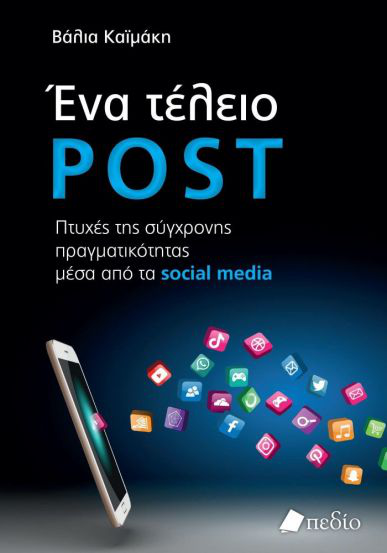 Βάλια Καϊμάκη
Ένα τέλειο
POST
Πτυχές της σύγχρονης
πραγματικότητας
μέσα από τα social media
πεδίο